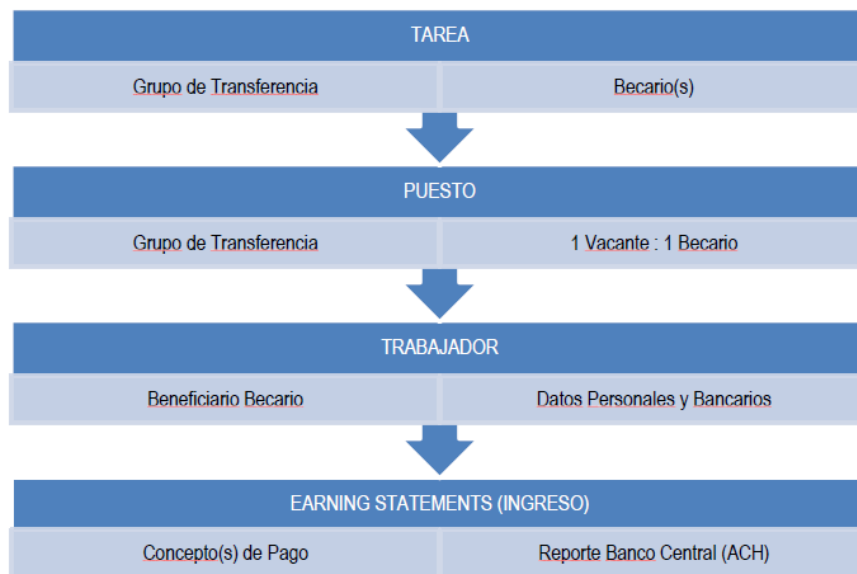 TAREA
Grupo de Transferencia
Becario(s)
PUESTO
Grupo de Transferencia
1 Vacante : 1 Becario
TRABAJADOR
Beneficiario Becario
Datos Personales y Bancarios
EARNING STATEMENTS (INGRESO)
Concepto(s) de Pago
Reporte Banco Central (ACH)